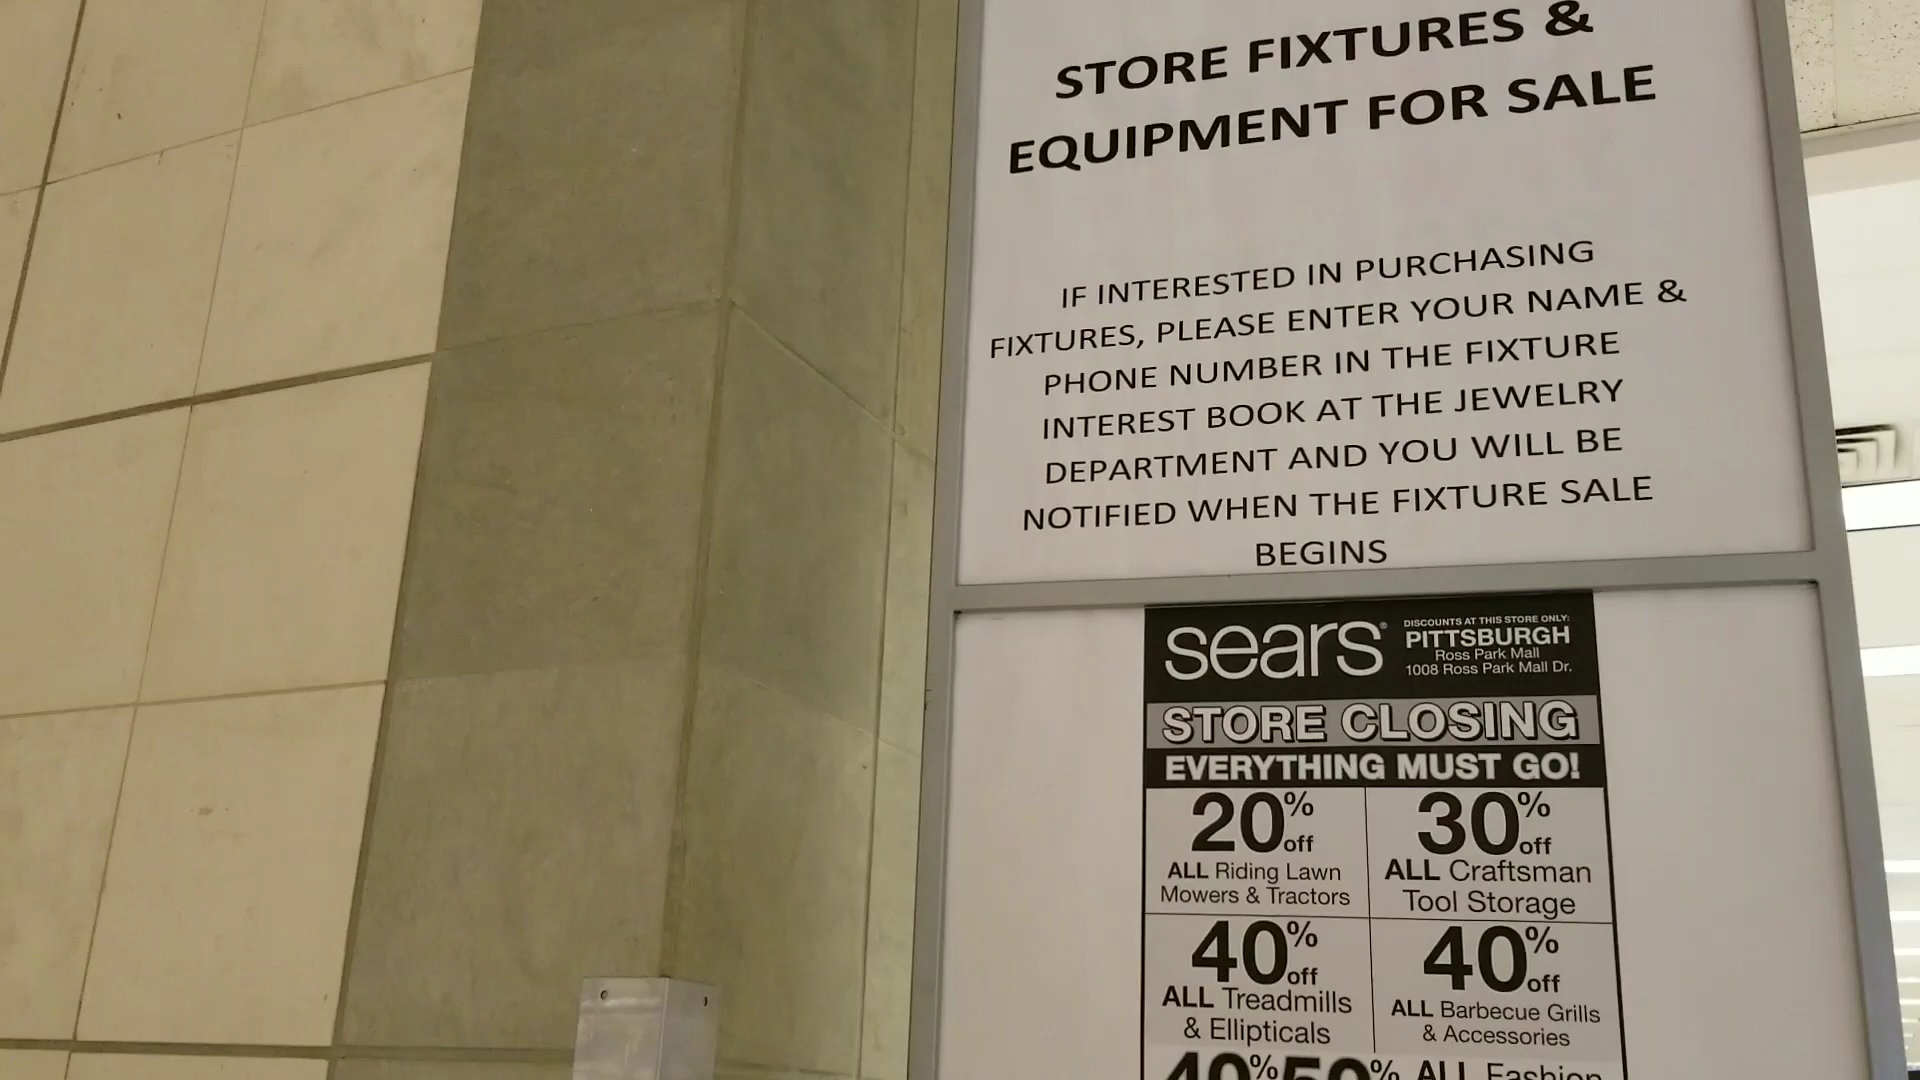 STORE FIXTURES &
EQUIPMENT FOR SALE
IF INTERESTED IN PURCHASING
FIXTURES, PLEASE ENTER YOUR NAME &
PHONE NUMBER IN THE FIXTURE
INTEREST BOOK AT THE JEWELRY
DEPARTMENT AND YOU WILL BE
NOTIFIED WHEN THE FIXTURE SALE
BEGINS
sears®
DISCOUNTS AT THIS STORE ONLY:
PITTSBURGH
Ross Park Mall
1008 Ross Park Mall Dr.
STORE CLOSING
EVERYTHING MUST GO!
20% off
ALL Riding Lawn
Mowers & Tractors
30% off
ALL Craftsman
Tool Storage
40% off
ALL Treadmills
& Ellipticals
40% off
ALL Barbecue Grills
& Accessories
40% 50% ALL Fashion